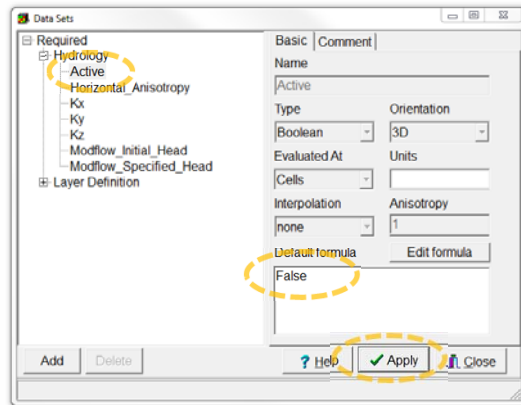 Data Sets
Required
Hydrology
Active
Horizontal_Anisotropy
Kx
Ky
Kz
Modflow_Initial_Head
Modflow_Specified_Head
Layer Definition
Basic Comment
Name
Active
Type Orientation
Boolean 3D
Evaluated At Units
Cells
Interpolation Anisotropy
none 1
Default formula Edit formula
False
Add Delete ? Help Apply Close